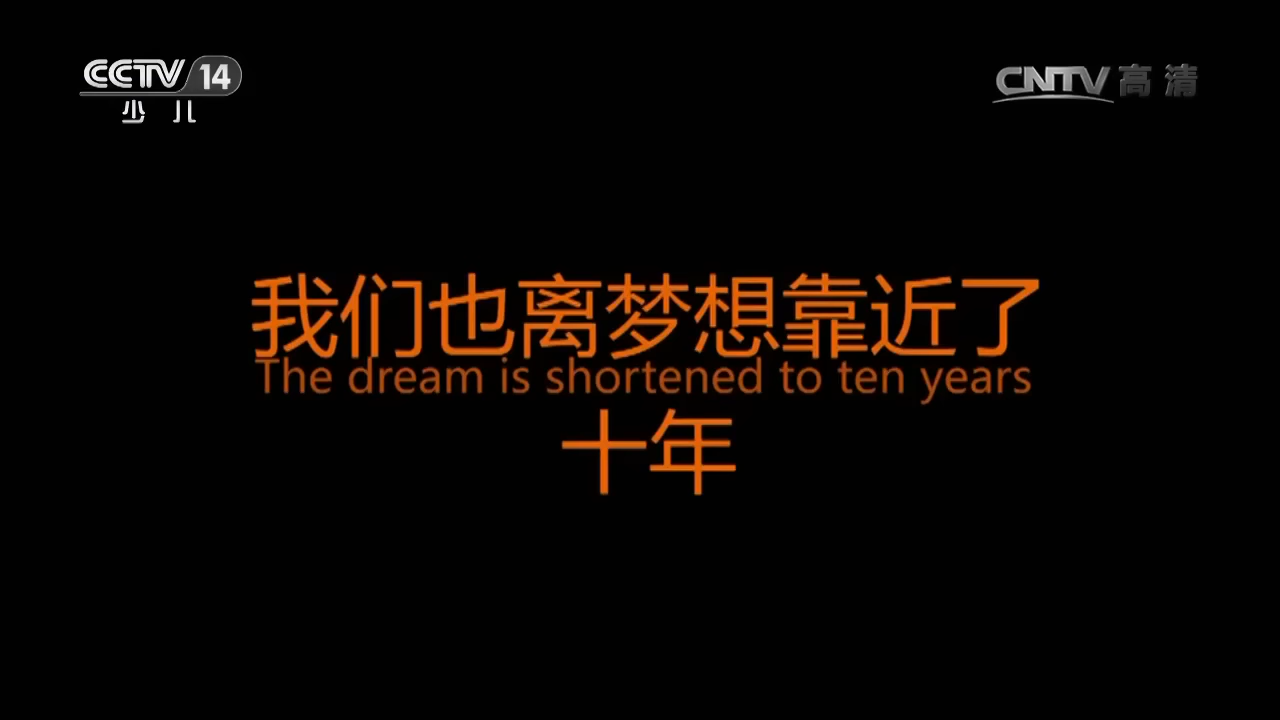 CCTV 14
少儿
CNTV 高清
我们也离梦想靠近了
The dream is shortened to ten years
十年